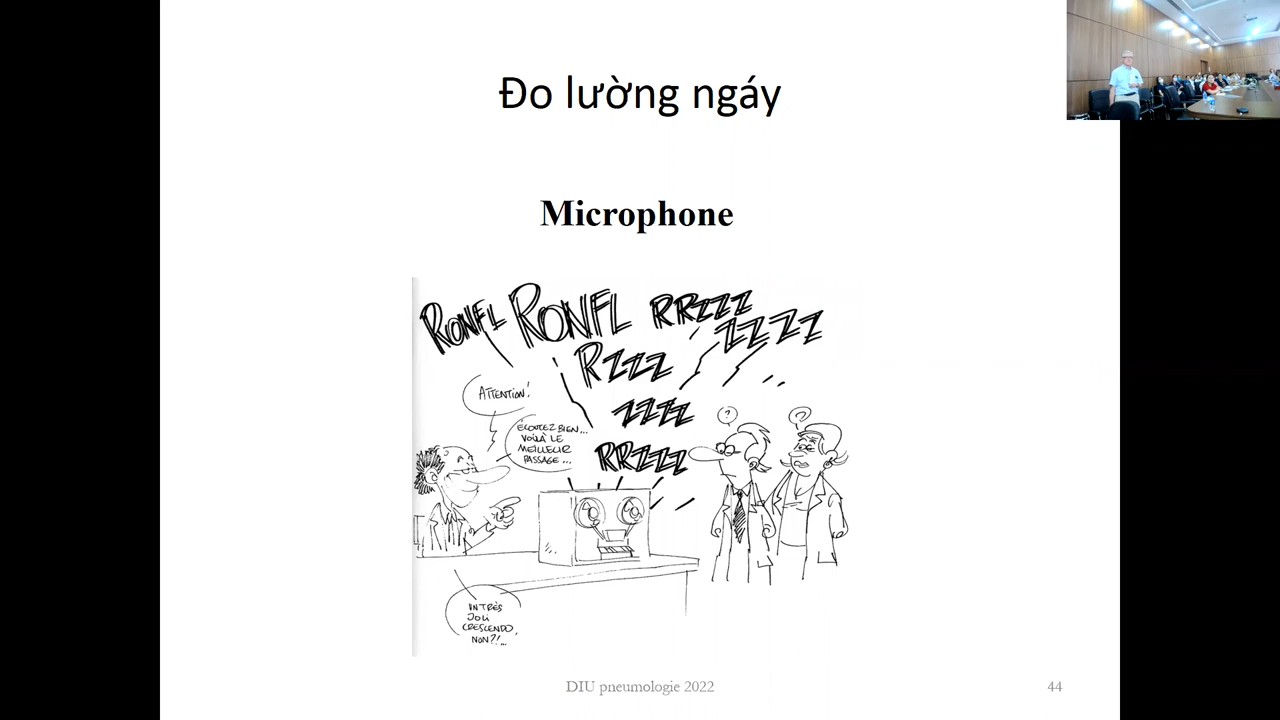 Đo lường ngáy
Microphone
RONFL RONFL RRZZZ
ZZZZ
RZZZ
ZZZZ
RRZZZ
ATTENTION!
ÉCOUTEZ BIEN...
VOILÀ LE
MEILLEUR
PASSAGE...
?
?
UN TRÈS
JOLI
CRESCENDO,
NON?!...
DIU pneumologie 2022
44